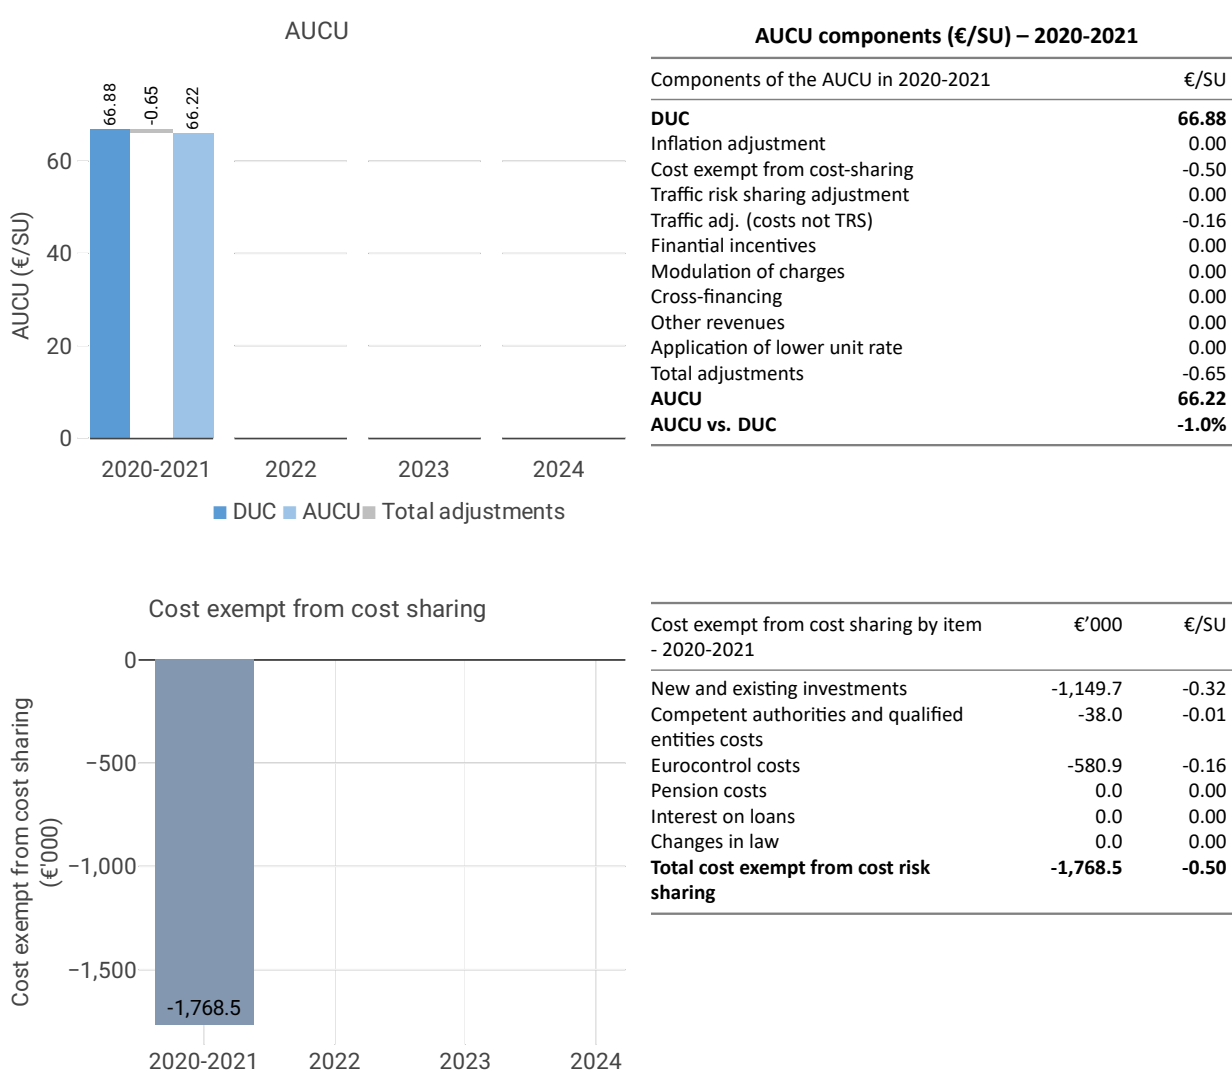 AUCU
66.88
-0.65
66.22
60
40
20
0
AUCU (€/SU)
2020-2021
2022
2023
2024
DUC AUCU Total adjustments
AUCU components (€/SU) – 2020-2021
Components of the AUCU in 2020-2021 €/SU
DUC 66.88
Inflation adjustment 0.00
Cost exempt from cost-sharing -0.50
Traffic risk sharing adjustment 0.00
Traffic adj. (costs not TRS) -0.16
Finantial incentives 0.00
Modulation of charges 0.00
Cross-financing 0.00
Other revenues 0.00
Application of lower unit rate 0.00
Total adjustments -0.65
AUCU 66.22
AUCU vs. DUC -1.0%
Cost exempt from cost sharing
0
−500
−1,000
−1,500
Cost exempt from cost sharing
(€'000)
-1,768.5
2020-2021
2022
2023
2024
Cost exempt from cost sharing by item €’000 €/SU
- 2020-2021
New and existing investments -1,149.7 -0.32
Competent authorities and qualified -38.0 -0.01
entities costs
Eurocontrol costs -580.9 -0.16
Pension costs 0.0 0.00
Interest on loans 0.0 0.00
Changes in law 0.0 0.00
Total cost exempt from cost risk -1,768.5 -0.50
sharing